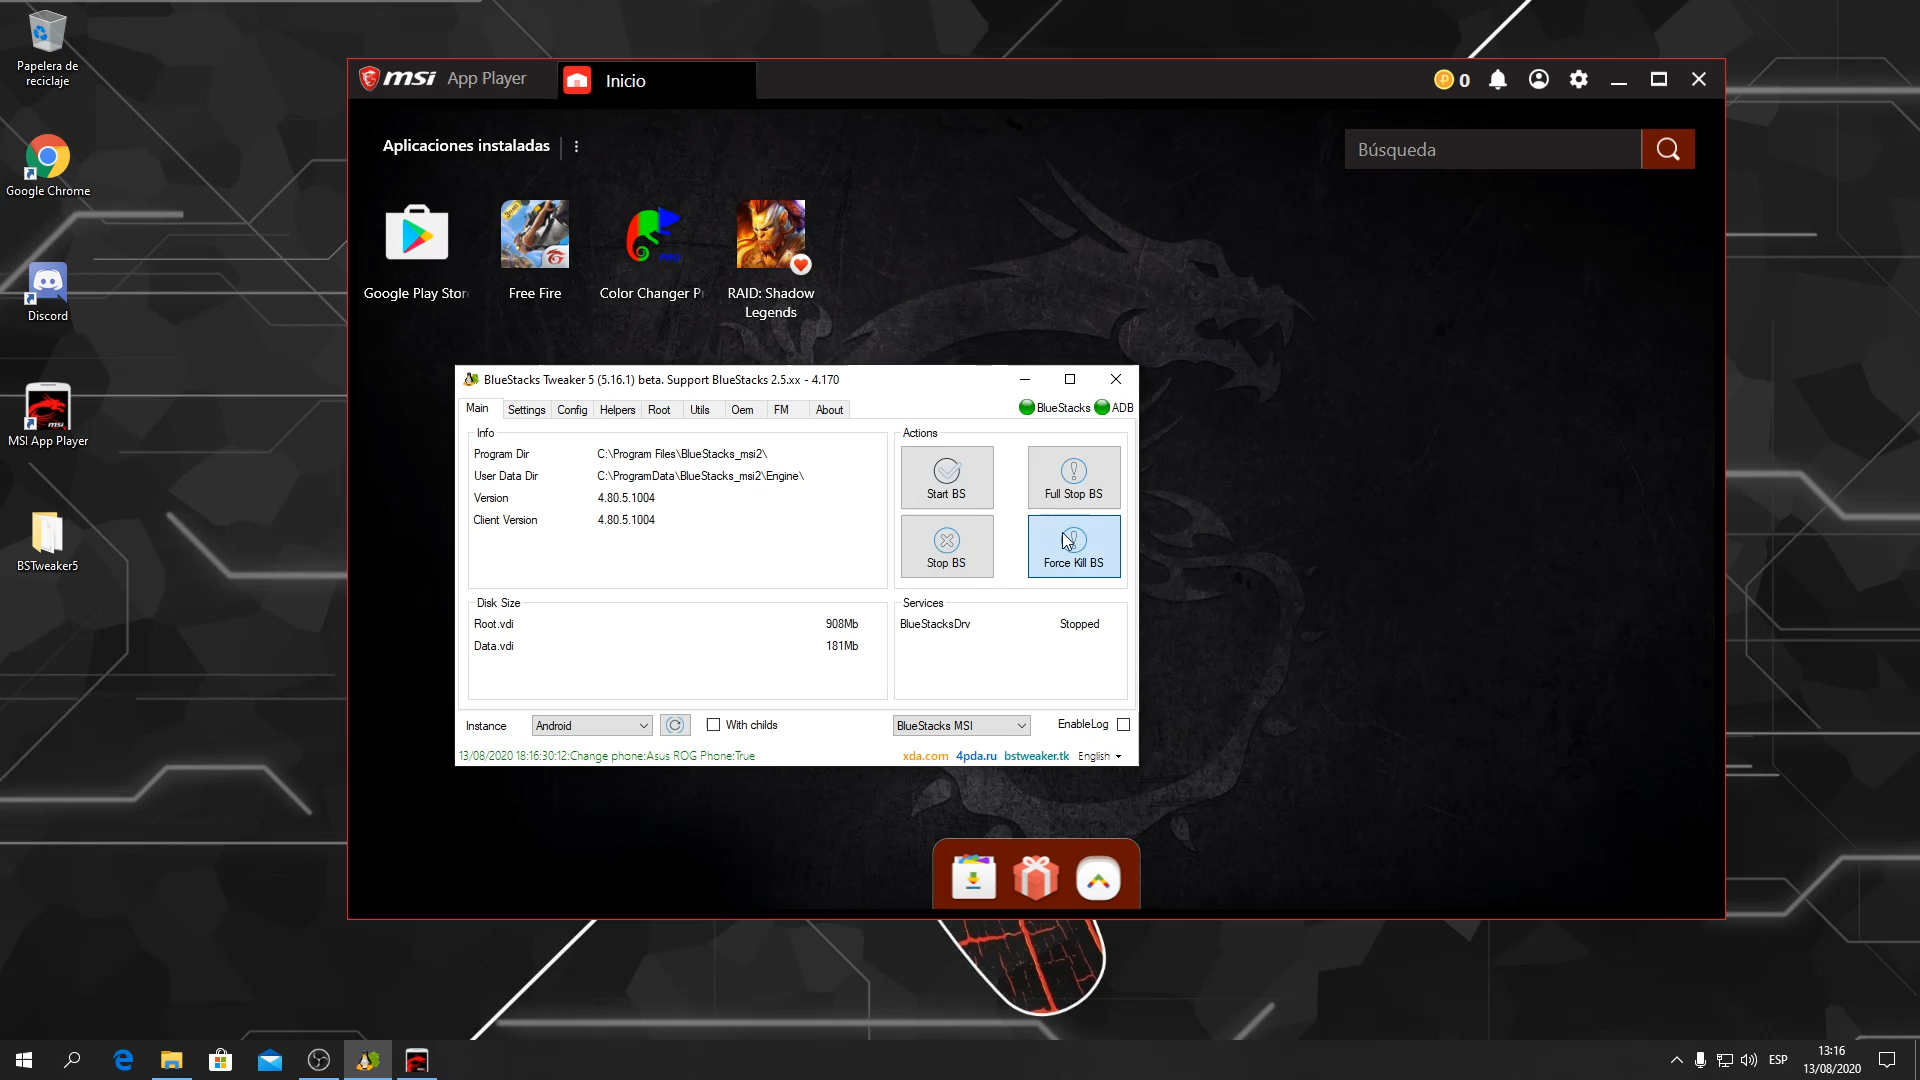 Papelera de
reciclaje
Google Chrome
Discord
MSI App Player
BSTweaker5
msi App Player
Inicio
0
Aplicaciones instaladas
Búsqueda
Google Play Stor
Free Fire
Color Changer Pr
RAID: Shadow
Legends
BlueStacks Tweaker 5 (5.16.1) beta. Support BlueStacks 2.5.xx - 4.170
Main Settings Config Helpers Root Utils Oem FM About
BlueStacks ADB
Info
Program Dir C:\Program Files\BlueStacks_msi2\
User Data Dir C:\ProgramData\BlueStacks_msi2\Engine\
Version 4.80.5.1004
Client Version 4.80.5.1004
Actions
Start BS
Full Stop BS
Stop BS
Force Kill BS
Disk Size
Root.vdi 908Mb
Data.vdi 181Mb
Services
BlueStacksDrv Stopped
Instance Android With childs BlueStacks MSI EnableLog
13/08/2020 18:16:30:12:Change phone:Asus ROG Phone:True
xda.com 4pda.ru bstweaker.tk English
ESP
13:16
13/08/2020